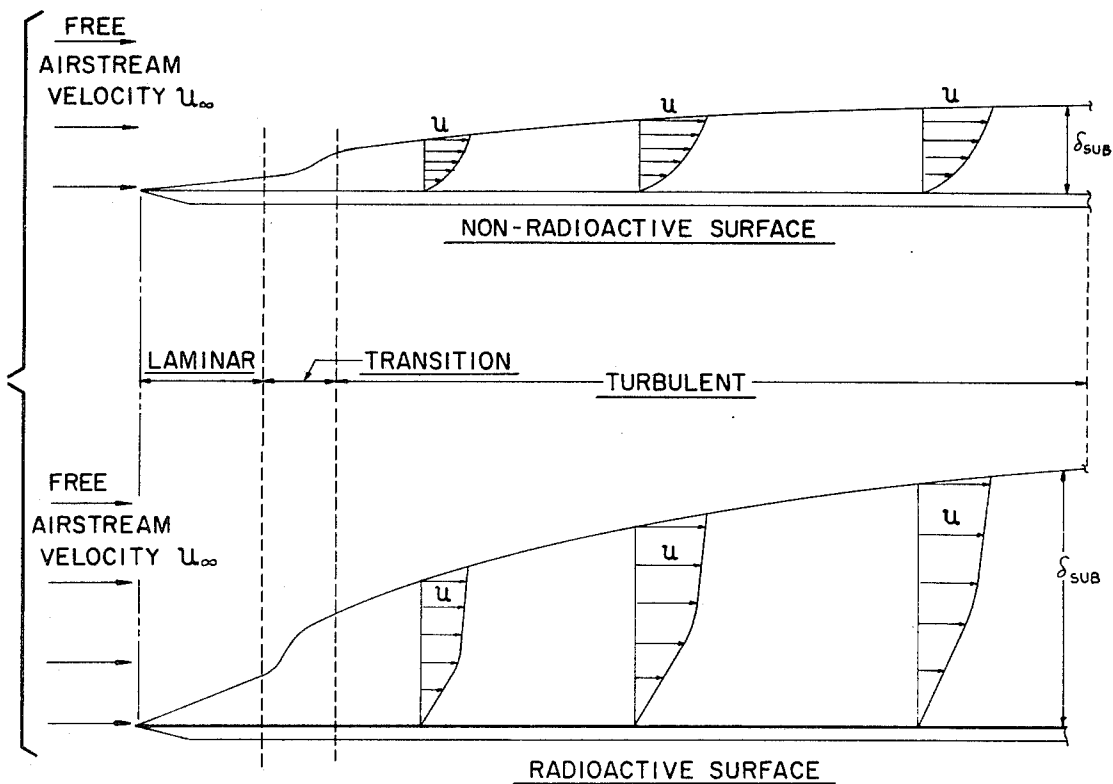 FREE
AIRSTREAM
VELOCITY u∞
u
u
u
δSUB
NON-RADIOACTIVE SURFACE
LAMINAR
TRANSITION
TURBULENT
FREE
AIRSTREAM
VELOCITY u∞
u
u
u
δSUB
RADIOACTIVE SURFACE